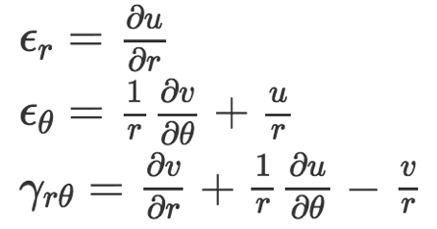 ϵ_r = ∂u/∂r
ϵ_θ = 1/r ∂v/∂θ + u/r
γ_rθ = ∂v/∂r + 1/r ∂u/∂θ − v/r